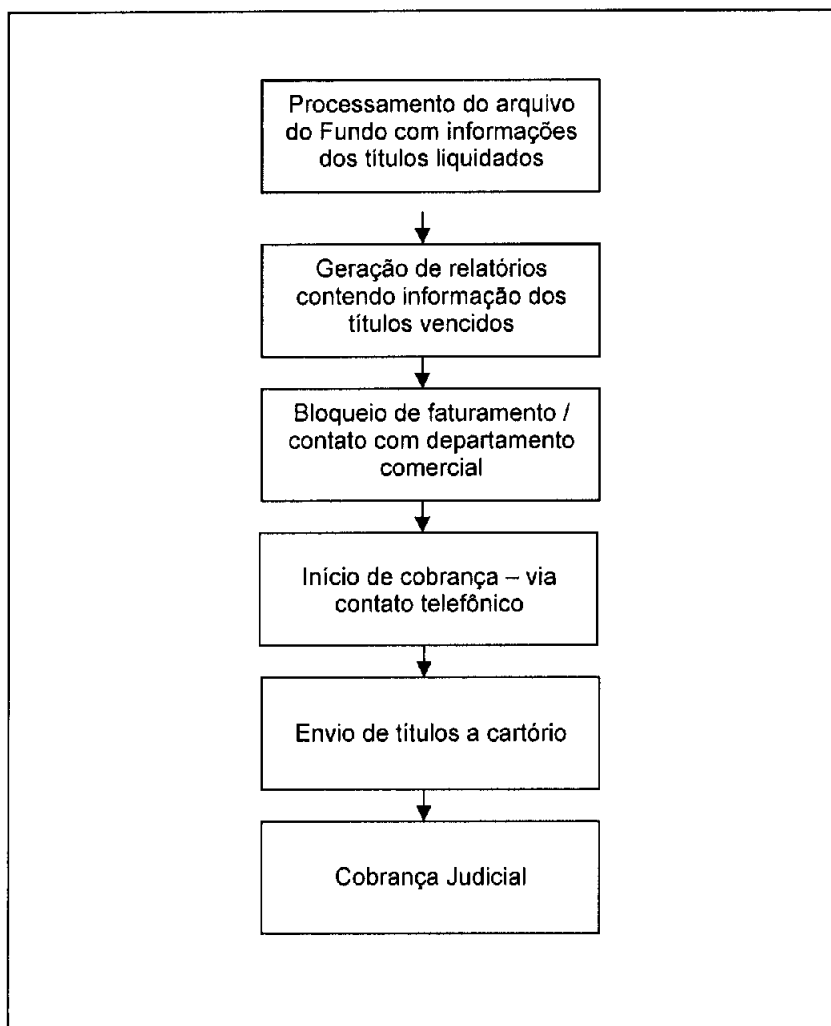 Processamento do arquivo
do Fundo com informações
dos títulos liquidados
Geração de relatórios
contendo informação dos
títulos vencidos
Bloqueio de faturamento /
contato com departamento
comercial
Início de cobrança – via
contato telefônico
Envio de títulos a cartório
Cobrança Judicial